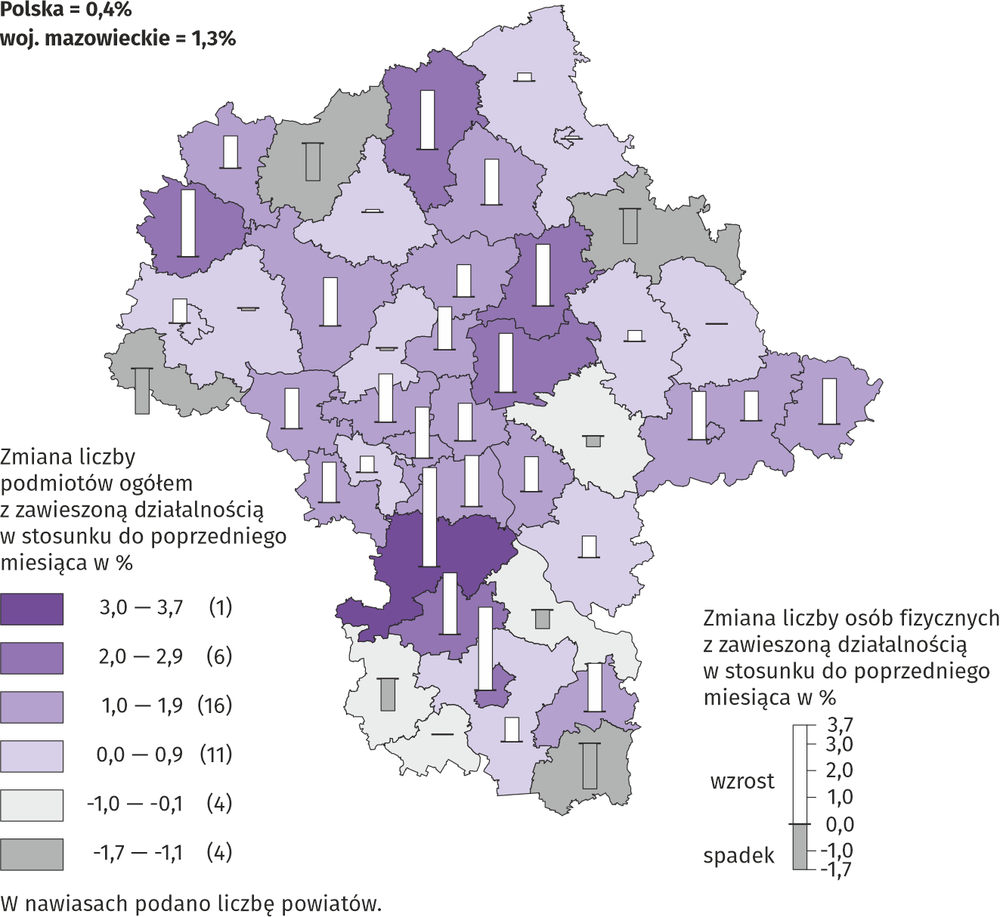 Polska = 0,4%
woj. mazowieckie = 1,3%
Zmiana liczby
podmiotów ogółem
z zawieszoną działalnością
w stosunku do poprzedniego
miesiąca w %
3,0 — 3,7 (1)
2,0 — 2,9 (6)
1,0 — 1,9 (16)
0,0 — 0,9 (11)
-1,0 — -0,1 (4)
-1,7 — -1,1 (4)
W nawiasach podano liczbę powiatów.
Zmiana liczby osób fizycznych
z zawieszoną działalnością
w stosunku do poprzedniego
miesiąca w %
3,7
3,0
2,0
wzrost
1,0
0,0
-1,0
spadek
-1,7